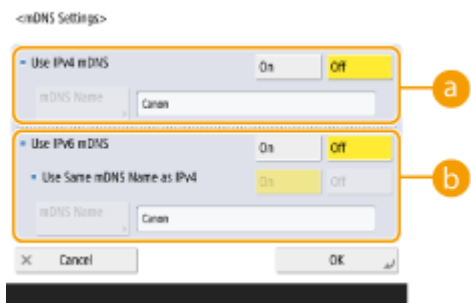 <mDNS Settings>
Use IPv4 mDNS On Off
a
mDNS Name Canon
Use IPv6 mDNS On Off
Use Same mDNS Name as IPv4 On Off
b
mDNS Name Canon
Cancel OK